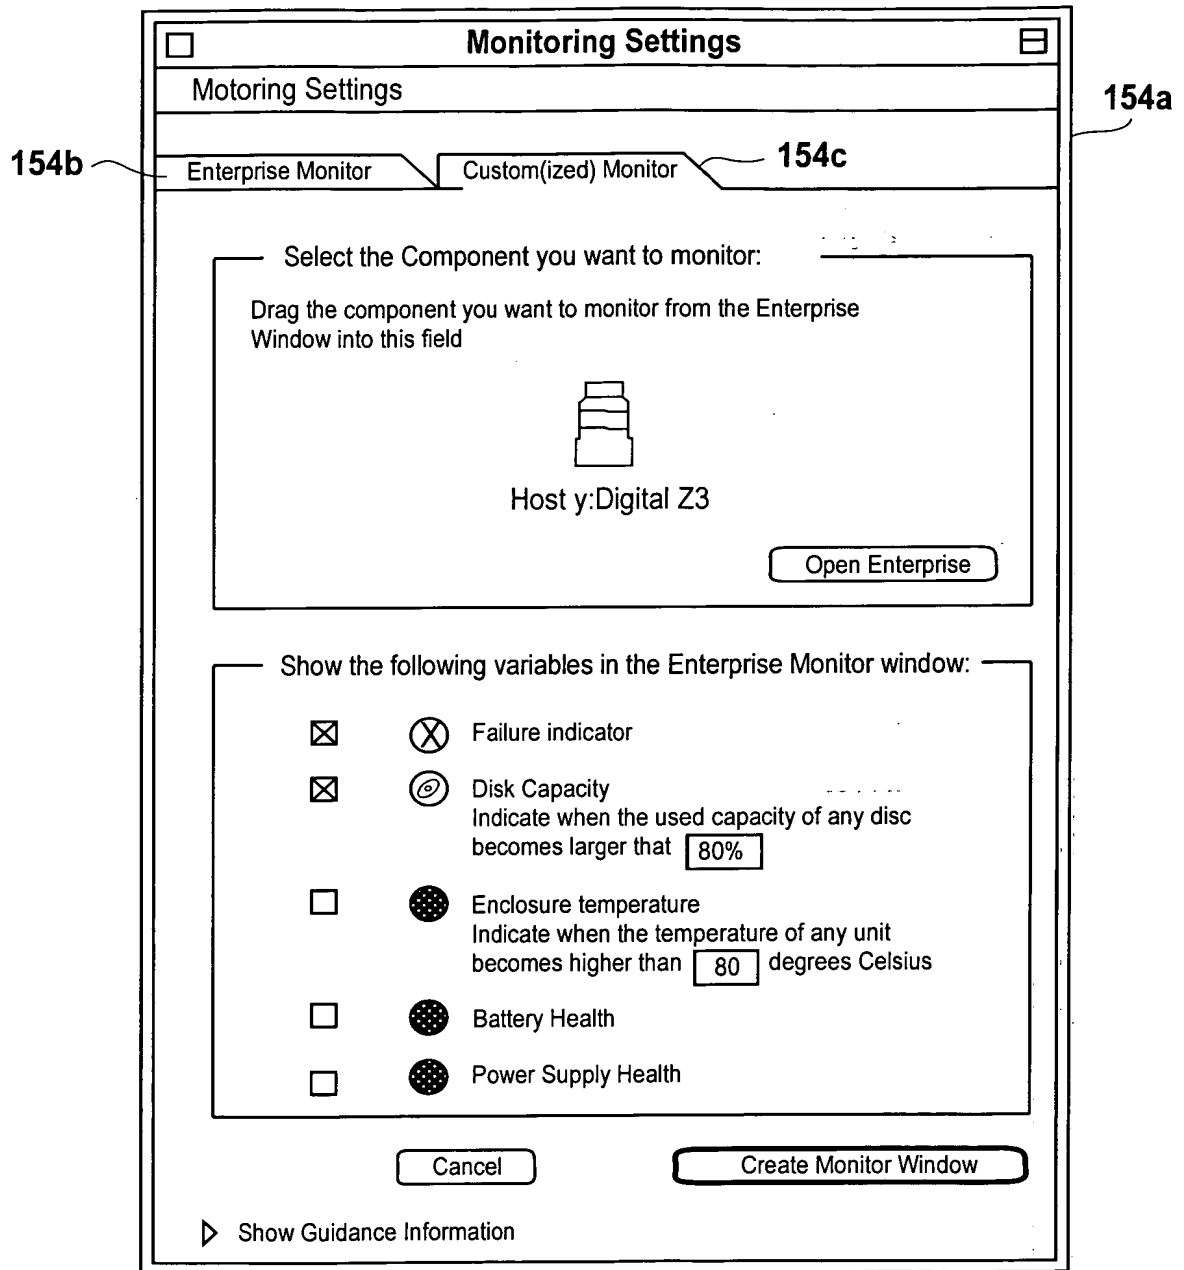 Monitoring Settings
Motoring Settings
154a
154b
Enterprise Monitor
Custom(ized) Monitor
154c
Select the Component you want to monitor:
Drag the component you want to monitor from the Enterprise
Window into this field
Host y:Digital Z3
Open Enterprise
Show the following variables in the Enterprise Monitor window:
Failure indicator
Disk Capacity
Indicate when the used capacity of any disc
becomes larger that 80%
Enclosure temperature
Indicate when the temperature of any unit
becomes higher than 80 degrees Celsius
Battery Health
Power Supply Health
Cancel
Create Monitor Window
Show Guidance Information